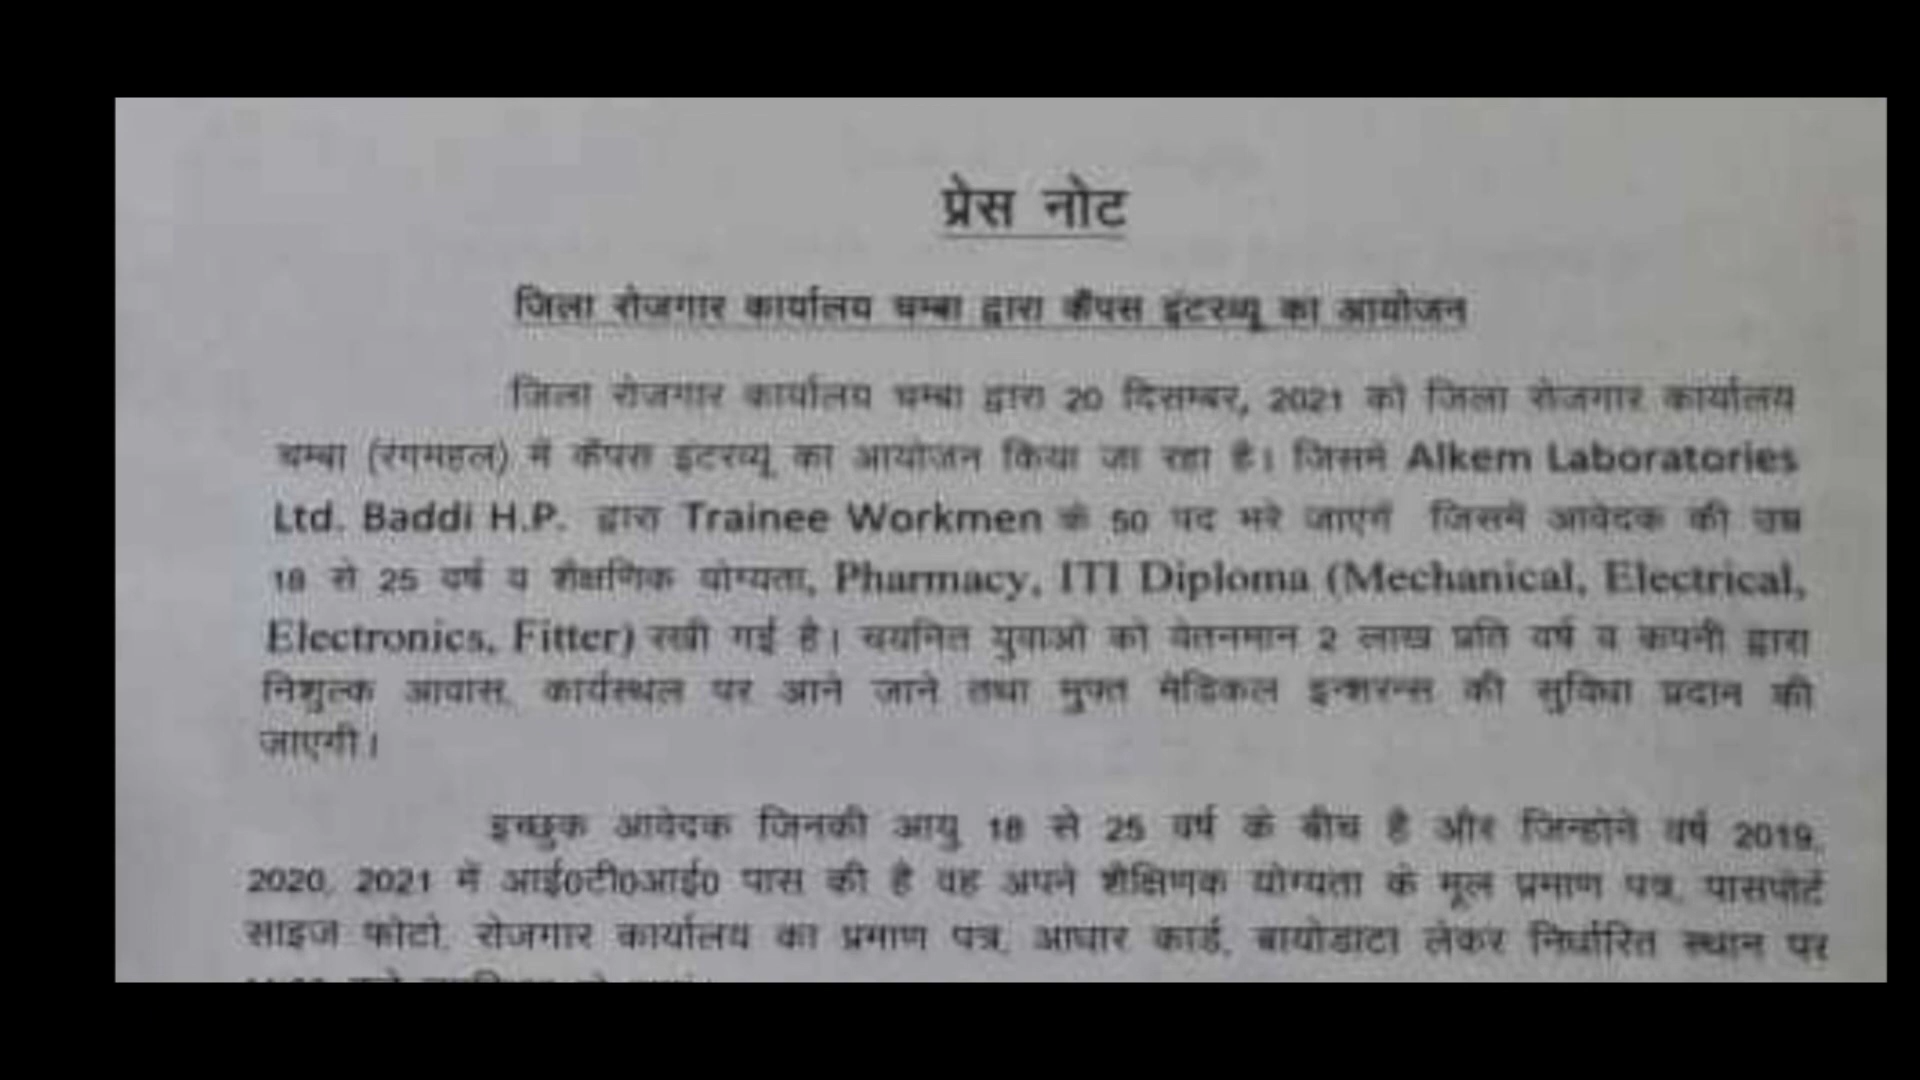 प्रेस नोट
जिला रोजगार कार्यालय चम्बा द्वारा कैंपस इंटरव्यू का आयोजन
जिला रोजगार कार्यालय चम्बा द्वारा 20 दिसम्बर, 2021 को जिला रोजगार कार्यालय
चम्बा (रंगमहल) में कैंपस इंटरव्यू का आयोजन किया जा रहा है। जिसमें Alkem Laboratories
Ltd. Baddi H.P. द्वारा Trainee Workmen के 50 पद भरे जाएंगें जिसमें आवेदक की उम्र
18 से 25 वर्ष व शैक्षणिक योग्यता, Pharmacy, ITI Diploma (Mechanical, Electrical,
Electronics, Fitter) रखी गई है। चयनित युवाओं को वेतनमान 2 लाख प्रति वर्ष व कंपनी द्वारा
निशुल्क आवास, कार्यस्थल पर आने जाने तथा मुफ्त मेडिकल इन्शरन्स की सुविधा प्रदान की
जाएगी।
इच्छुक आवेदक जिनकी आयु 18 से 25 वर्ष के बीच है और जिन्होंने वर्ष 2019,
2020, 2021 में आई0टी0आई0 पास की है वह अपने शैक्षिणक योग्यता के मूल प्रमाण पत्र, पासपोर्ट
साइज फोटो, रोजगार कार्यालय का प्रमाण पत्र, आधार कार्ड, बायोडाटा लेकर निर्धारित स्थान पर